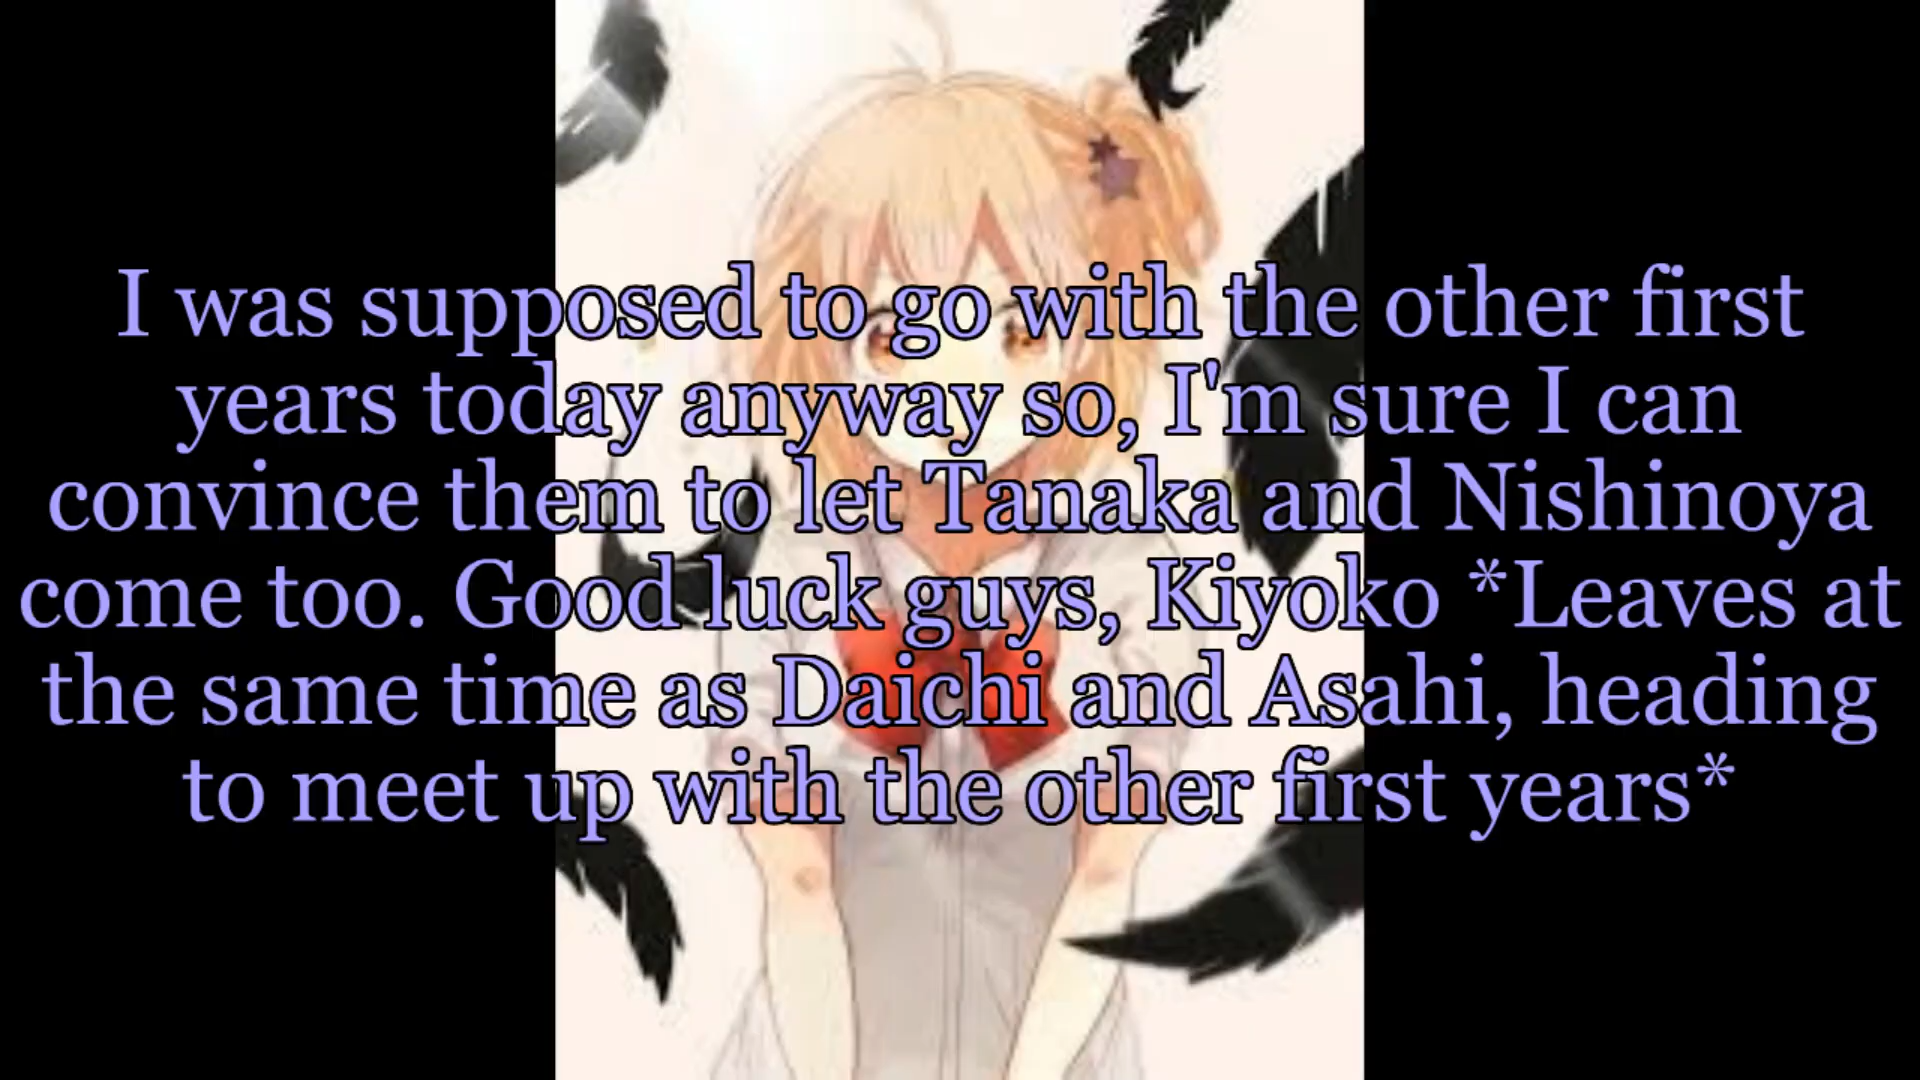 I was supposed to go with the other first
years today anyway so, I'm sure I can
convince them to let Tanaka and Nishinoya
come too. Good luck guys, Kiyoko *Leaves at
the same time as Daichi and Asahi, heading
to meet up with the other first years*